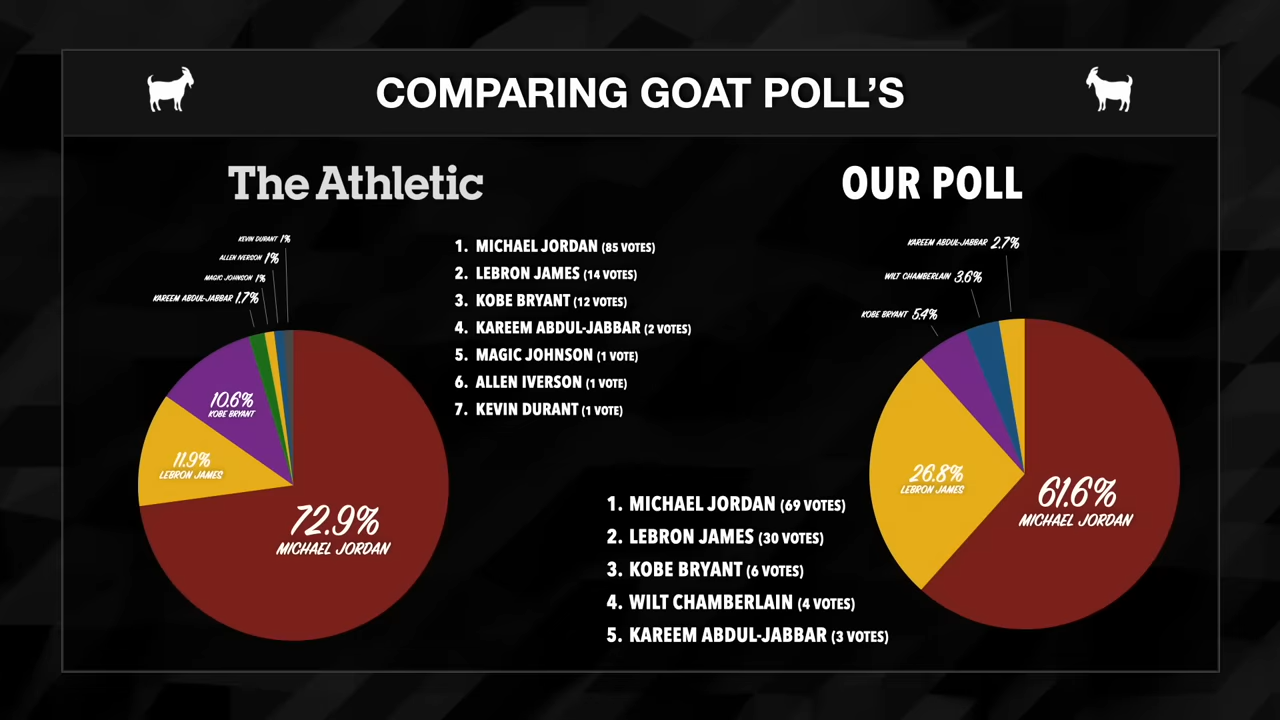 COMPARING GOAT POLL'S
The Athletic
KEVIN DURANT 1%
ALLEN IVERSON 1%
MAGIC JOHNSON 1%
KAREEM ABDUL-JABBAR 1.7%
10.6%
KOBE BRYANT
11.9%
LEBRON JAMES
72.9%
MICHAEL JORDAN
1. MICHAEL JORDAN (85 VOTES)
2. LEBRON JAMES (14 VOTES)
3. KOBE BRYANT (12 VOTES)
4. KAREEM ABDUL-JABBAR (2 VOTES)
5. MAGIC JOHNSON (1 VOTE)
6. ALLEN IVERSON (1 VOTE)
7. KEVIN DURANT (1 VOTE)
OUR POLL
KAREEM ABDUL-JABBAR 2.7%
WILT CHAMBERLAIN 3.6%
KOBE BRYANT 5.4%
26.8%
LEBRON JAMES
61.6%
MICHAEL JORDAN
1. MICHAEL JORDAN (69 VOTES)
2. LEBRON JAMES (30 VOTES)
3. KOBE BRYANT (6 VOTES)
4. WILT CHAMBERLAIN (4 VOTES)
5. KAREEM ABDUL-JABBAR (3 VOTES)